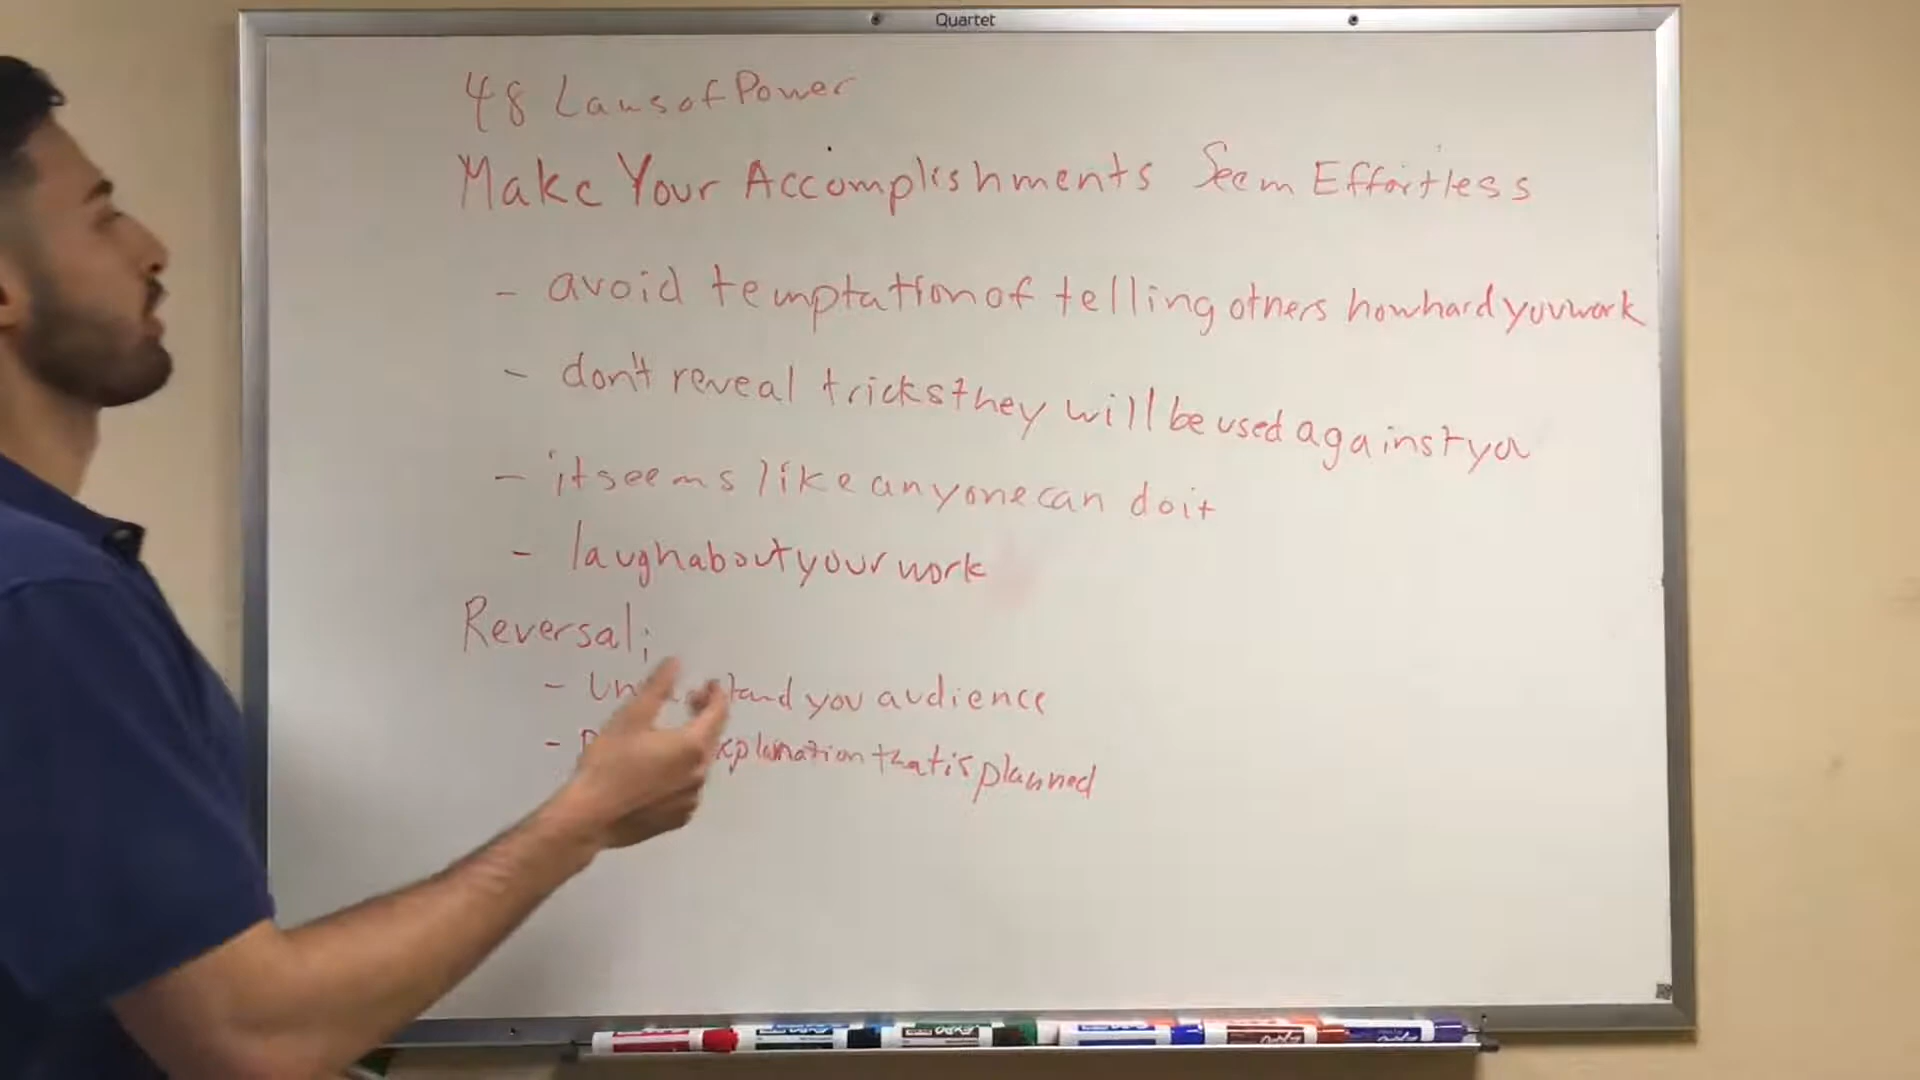 Quartet
48 Laws of Power
Make Your Accomplishments Seem Effortless
- avoid temptation of telling others how hard you work
- don't reveal tricks they will be used against you
- it seems like anyone can do it
- laugh about your work
Reversal;
- you audience
- that is planned